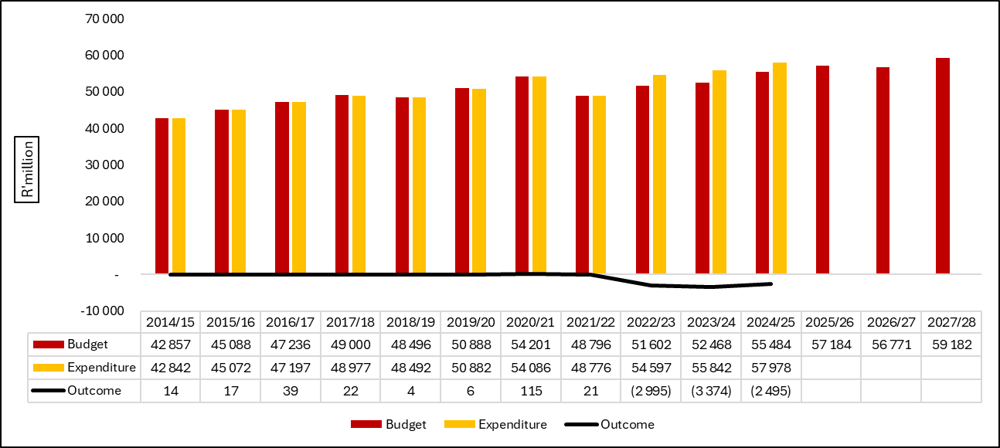 70 000
60 000
50 000
40 000
30 000
20 000
10 000
-
-10 000
R'million
2014/15 2015/16 2016/17 2017/18 2018/19 2019/20 2020/21 2021/22 2022/23 2023/24 2024/25 2025/26 2026/27 2027/28
Budget 42 857 45 088 47 236 49 000 48 496 50 888 54 201 48 796 51 602 52 468 55 484 57 184 56 771 59 182
Expenditure 42 842 45 072 47 197 48 977 48 492 50 882 54 086 48 776 54 597 55 842 57 978
Outcome 14 17 39 22 4 6 115 21 (2 995) (3 374) (2 495)
Budget Expenditure Outcome